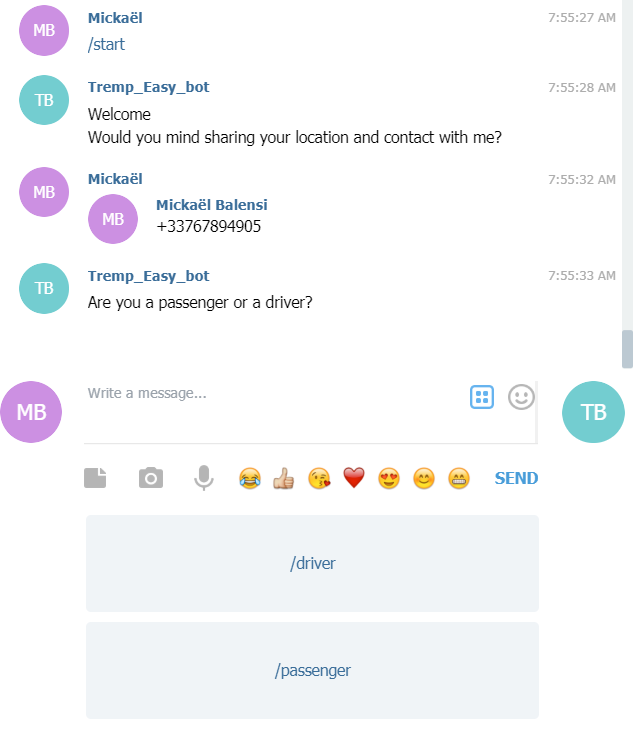 MB
Mickaël
7:55:27 AM
/start
TB
Tremp_Easy_bot
7:55:28 AM
Welcome
Would you mind sharing your location and contact with me?
MB
Mickaël
7:55:32 AM
MB
Mickaël Balensi
+33767894905
TB
Tremp_Easy_bot
7:55:33 AM
Are you a passenger or a driver?
MB
Write a message...
TB
SEND
/driver
/passenger